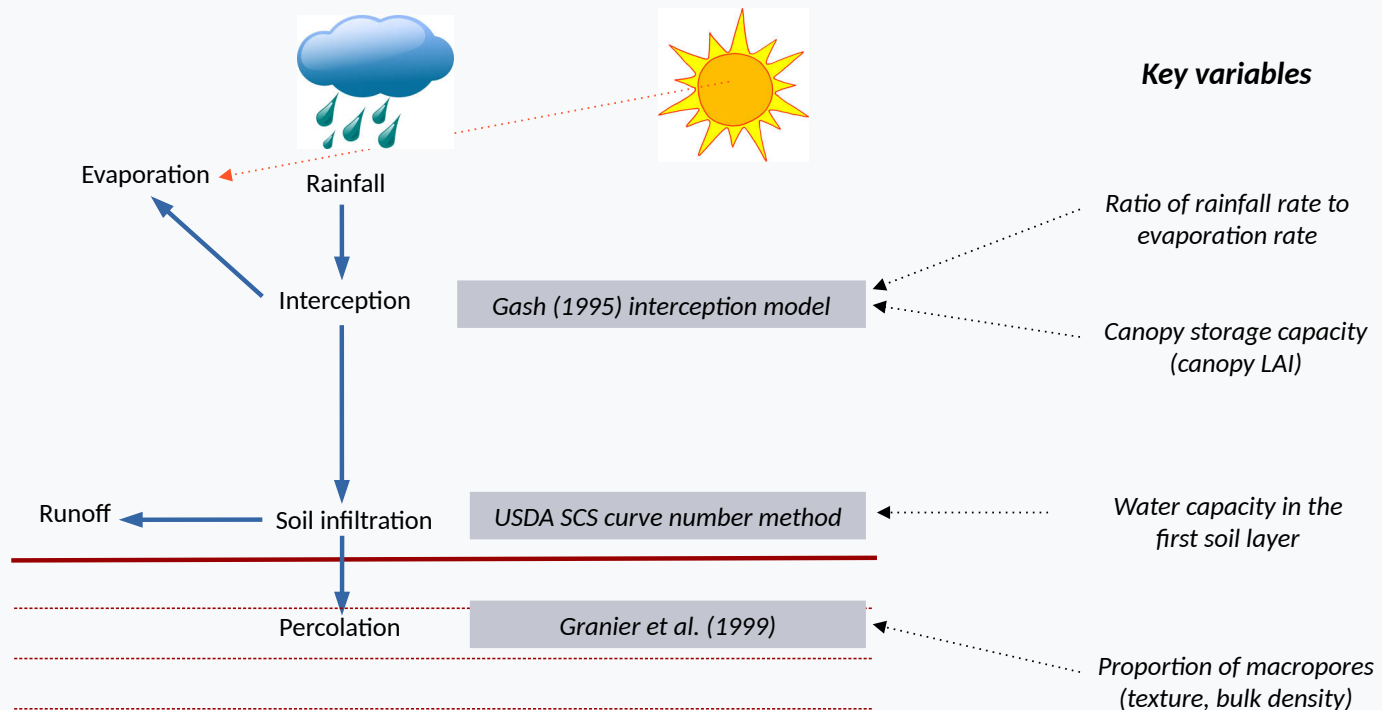 Key variables
Evaporation
Rainfall
Ratio of rainfall rate to
evaporation rate
Interception
Gash (1995) interception model
Canopy storage capacity
(canopy LAI)
Runoff
Soil infiltration
USDA SCS curve number method
Water capacity in the
first soil layer
Percolation
Granier et al. (1999)
Proportion of macropores
(texture, bulk density)